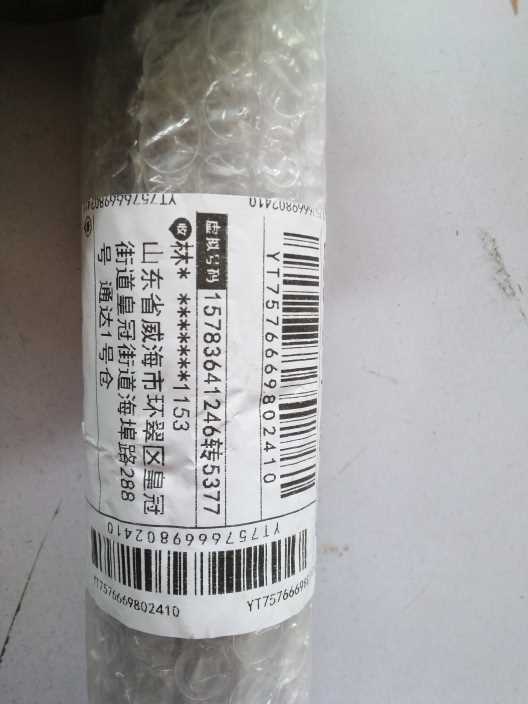 YT7576669802410
虚拟号码 15783641246转5377
收 林* *******1153
山东省威海市环翠区皇冠
街道皇冠街道海埠路288
号 通达1号仓
YT7576669802410
YT7576669802410